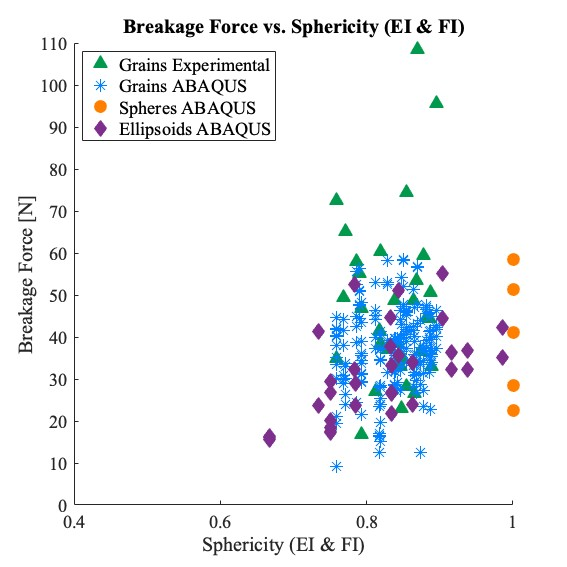 Breakage Force vs. Sphericity (EI & FI)
110
100
90
80
70
60
50
40
30
20
10
0
Breakage Force [N]
Grains Experimental
Grains ABAQUS
Spheres ABAQUS
Ellipsoids ABAQUS
0.4 0.6 0.8 1
Sphericity (EI & FI)